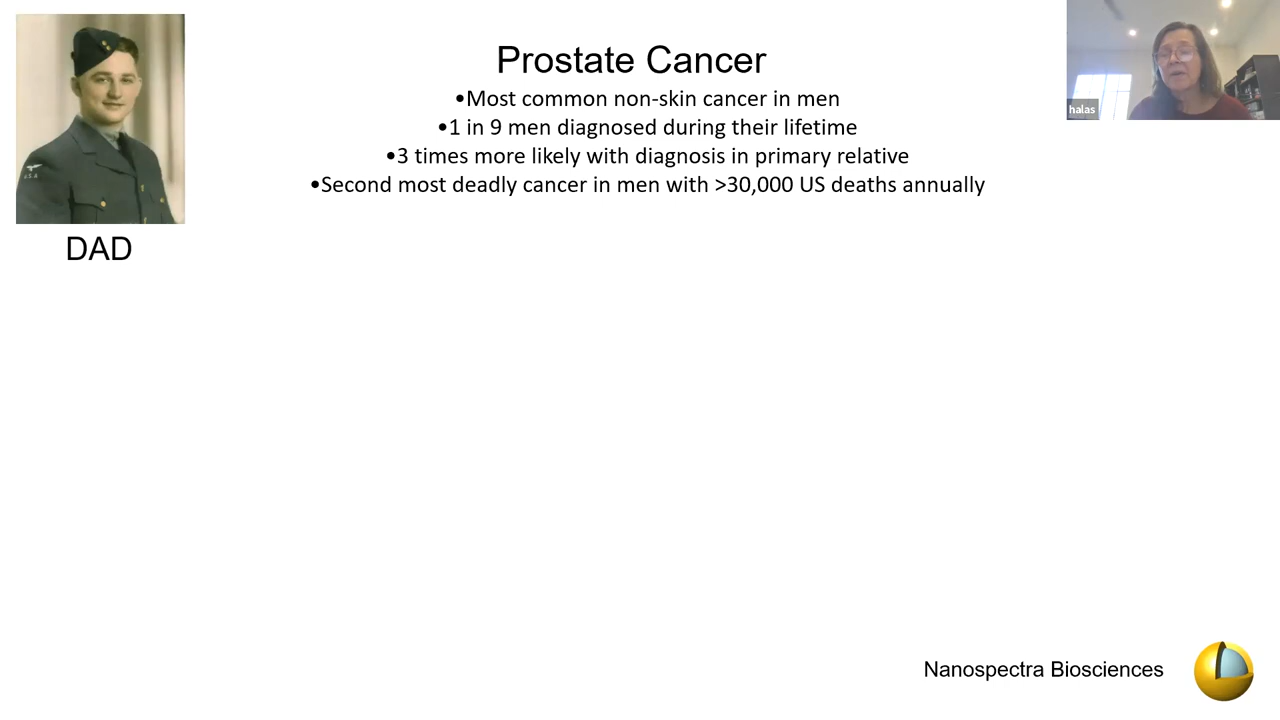 Prostate Cancer
•Most common non-skin cancer in men
•1 in 9 men diagnosed during their lifetime
•3 times more likely with diagnosis in primary relative
•Second most deadly cancer in men with >30,000 US deaths annually
halas
U.S.A
DAD
Nanospectra Biosciences